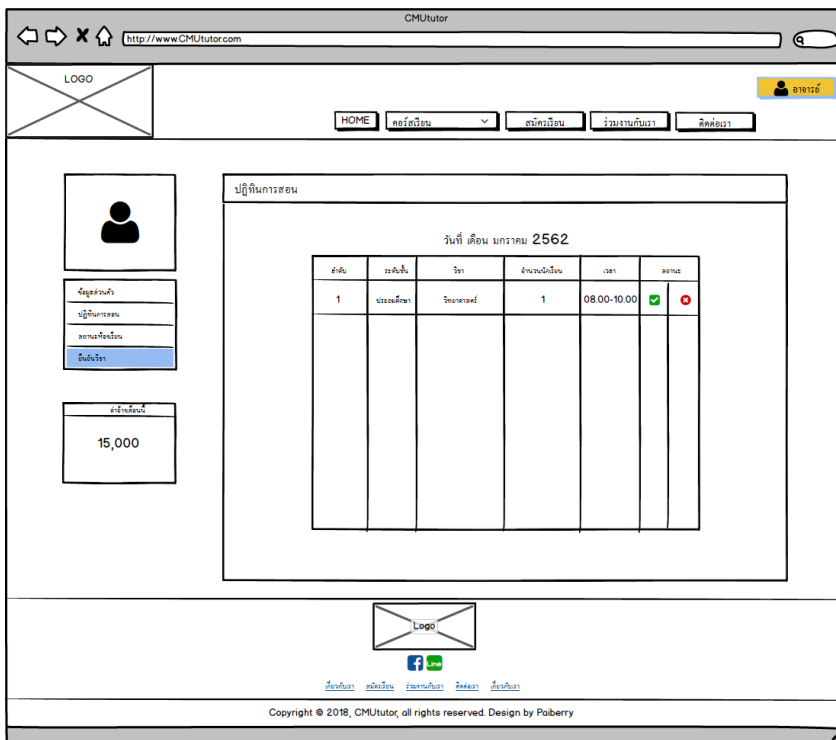 CMUtutor
http://www.CMUtutor.com
LOGO
อาจารย์
HOME คอร์สเรียน สมัครเรียน ร่วมงานกับเรา ติดต่อเรา
ปฎิทินการสอน
วันที่ เดือน มกราคม 2562
ลำดับ ระดับชั้น วิชา จำนวนนักเรียน เวลา สถานะ
1 ประถมศึกษา วิทยาศาสตร์ 1 08.00-10.00
ข้อมูลส่วนตัว
ปฎิทินการสอน
สถานะห้องเรียน
ยืนยันวิชา
ค่าจ้างเดือนนี้
15,000
Logo
Line
เกี่ยวกับเรา สมัครเรียน ร่วมงานกับเรา ติดต่อเรา เกี่ยวกับเรา
Copyright © 2018, CMUtutor, all rights reserved. Design by Paiberry